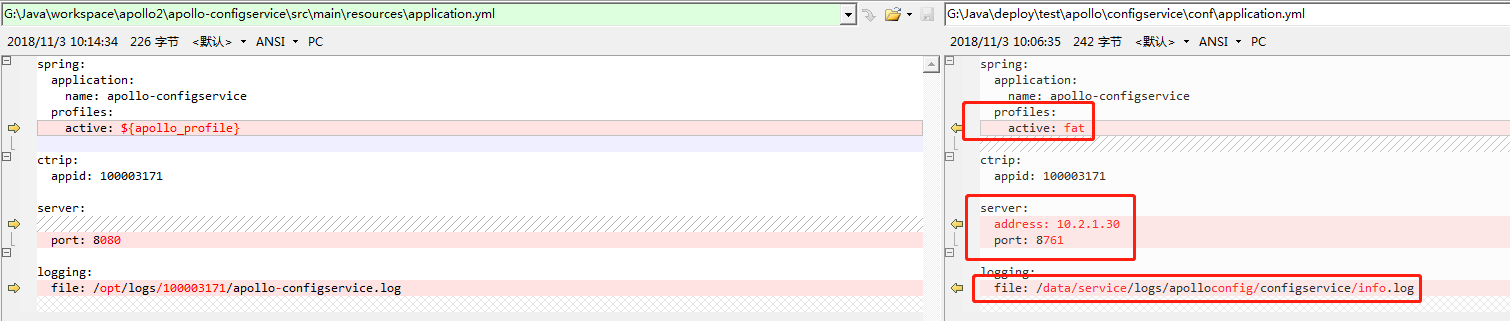 G:\Java\workspace\apollo2\apollo-configservice\src\main\resources\application.yml
2018/11/3 10:14:34 226 字节 <默认> ANSI PC
spring:
application:
name: apollo-configservice
profiles:
active: ${apollo_profile}
ctrip:
appid: 100003171
server:
port: 8080
logging:
file: /opt/logs/100003171/apollo-configservice.log
G:\Java\deploy\test\apollo\configservice\conf\application.yml
2018/11/3 10:06:35 242 字节 <默认> ANSI PC
spring:
application:
name: apollo-configservice
profiles:
active: fat
ctrip:
appid: 100003171
server:
address: 10.2.1.30
port: 8761
logging:
file: /data/service/logs/apolloconfig/configservice/info.log